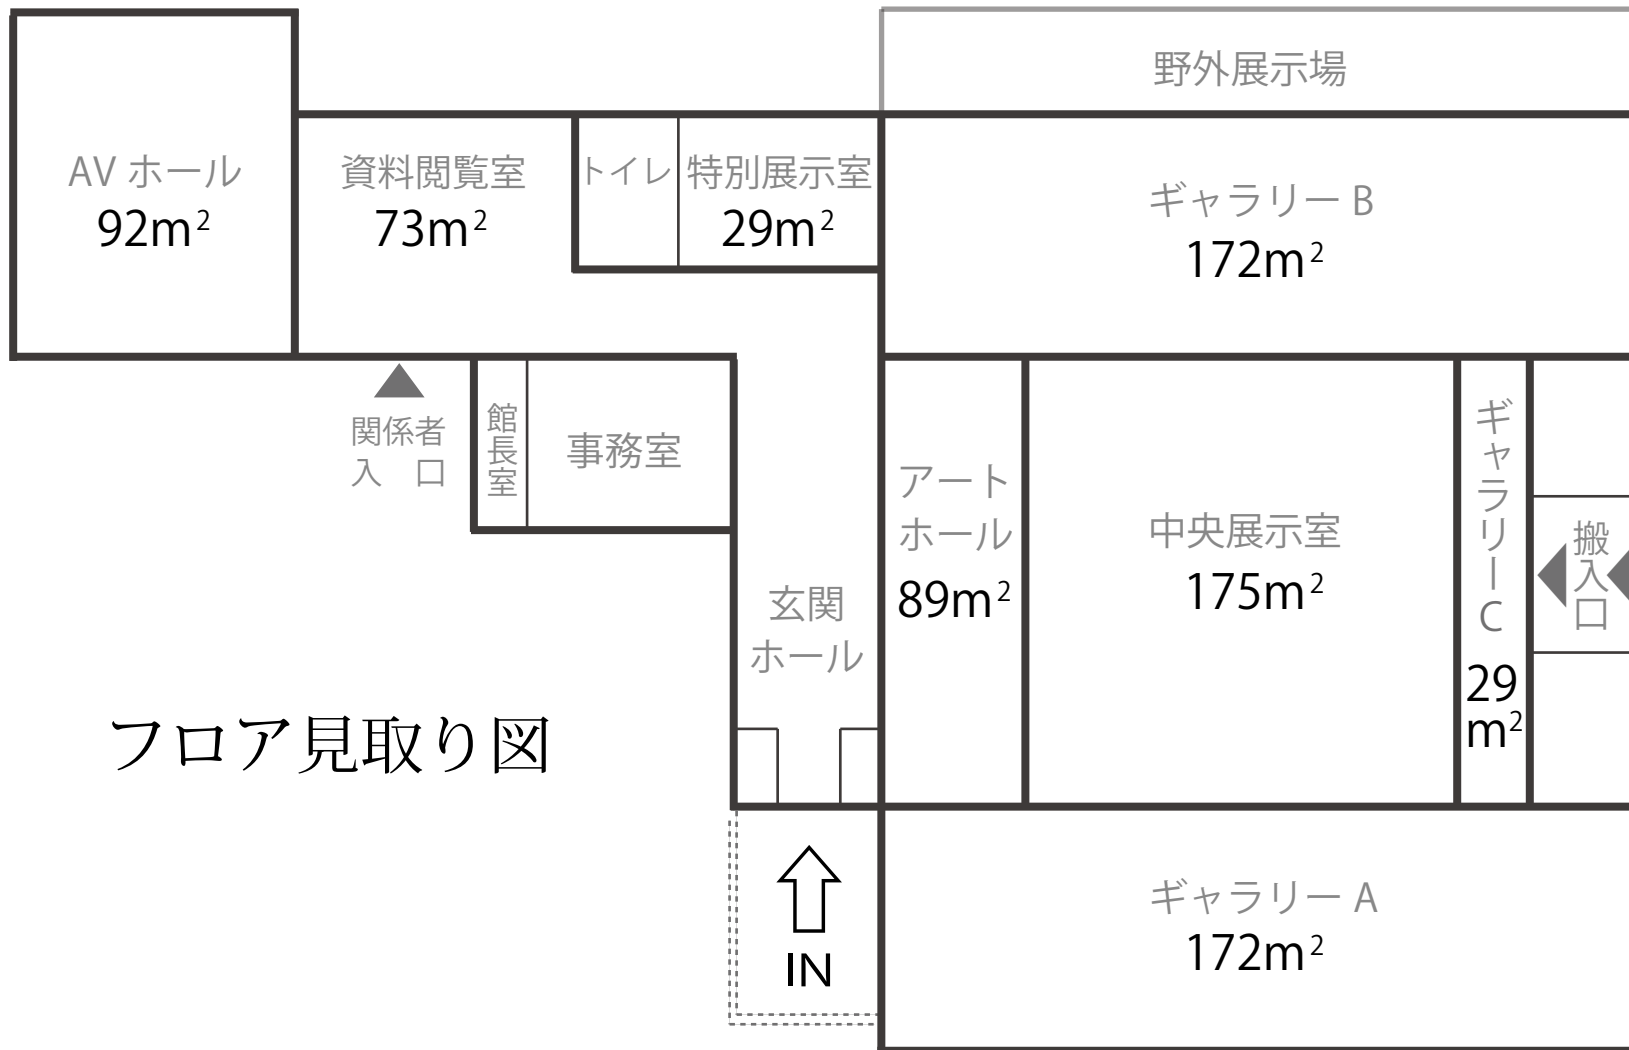 野外展示場
AV ホール
92m²
資料閲覧室
73m²
トイレ
特別展示室
29m²
ギャラリー B
172m²
関係者
入 口
館長室
事務室
玄関
ホール
アート
ホール
89m²
中央展示室
175m²
ギャラリーC
29
m²
搬入口
フロア見取り図
IN
ギャラリー A
172m²